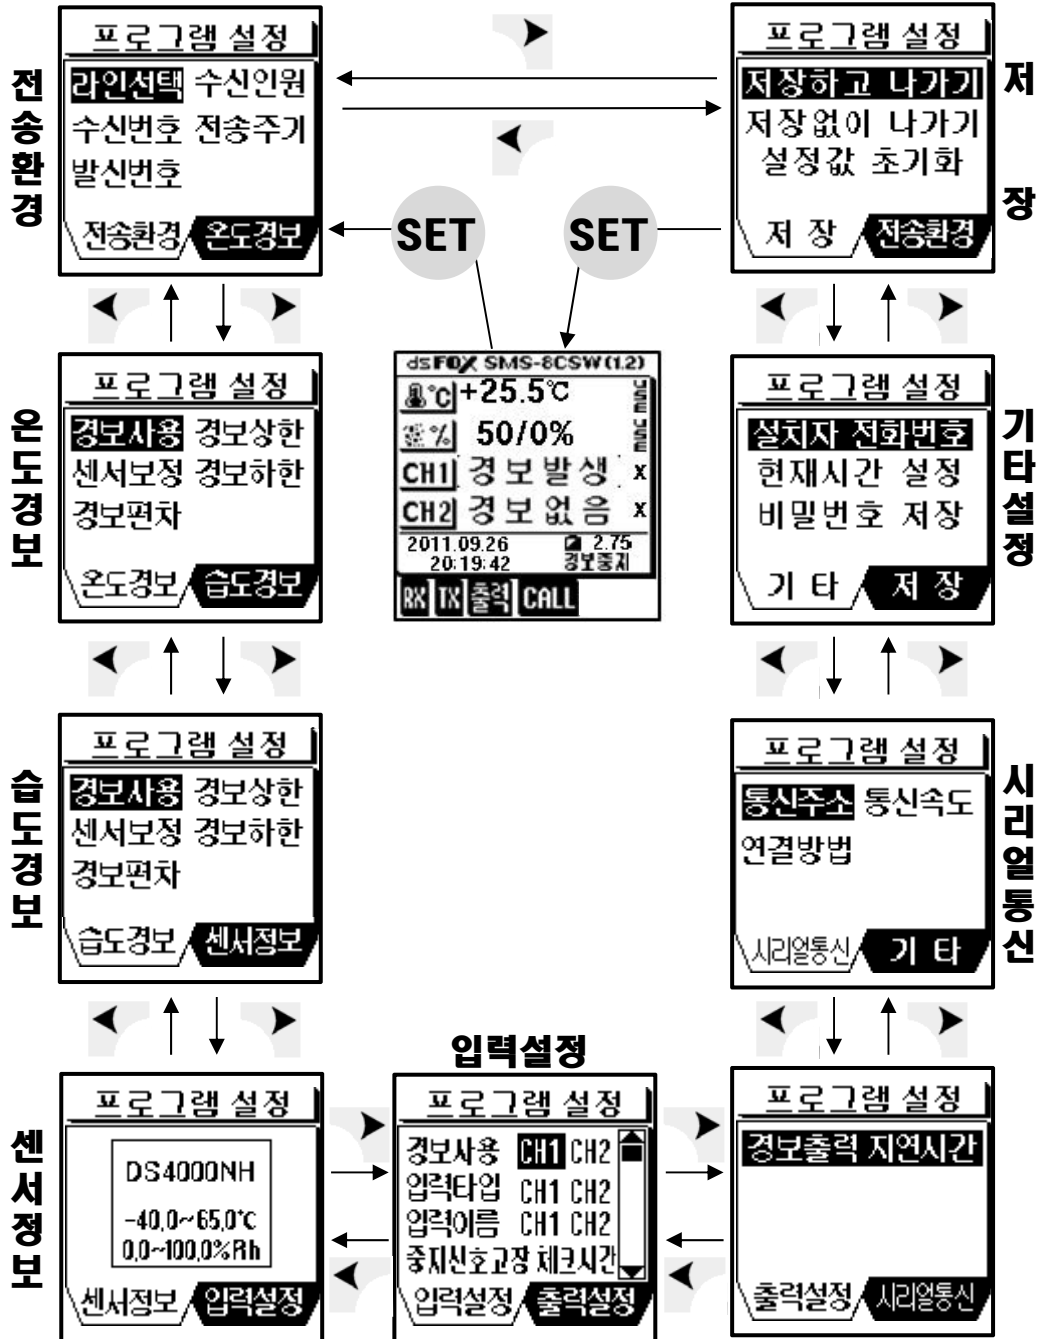 전송환경
프로그램 설정
라인선택 수신인원
수신번호 전송주기
발신번호
전송환경 온도경보
SET
SET
프로그램 설정
저장하고 나가기
저장없이 나가기
설정값 초기화
저 장 전송환경
저 장
온도경보
프로그램 설정
경보사용 경보상한
센서보정 경보하한
경보편차
온도경보 습도경보
dsFOX SMS-8CSW(1.2)
℃ +25.5℃ USE
% 50/0% USE
CH1 경보발생 X
CH2 경보없음 X
2011.09.26 2.75
20:19:42 경보중지
RX TX 출력 CALL
프로그램 설정
설치자 전화번호
현재시간 설정
비밀번호 저장
기 타 저 장
기타설정
습도경보
프로그램 설정
경보사용 경보상한
센서보정 경보하한
경보편차
습도경보 센서정보
프로그램 설정
통신주소 통신속도
연결방법
시리얼통신 기 타
시리얼통신
센서정보
프로그램 설정
DS4000NH
-40.0~65.0℃
0.0~100.0%Rh
센서정보 입력설정
입력설정
프로그램 설정
경보사용 CH1 CH2
입력타입 CH1 CH2
입력이름 CH1 CH2
중지신호고장 체크시간
입력설정 출력설정
프로그램 설정
경보출력 지연시간
출력설정 시리얼통신